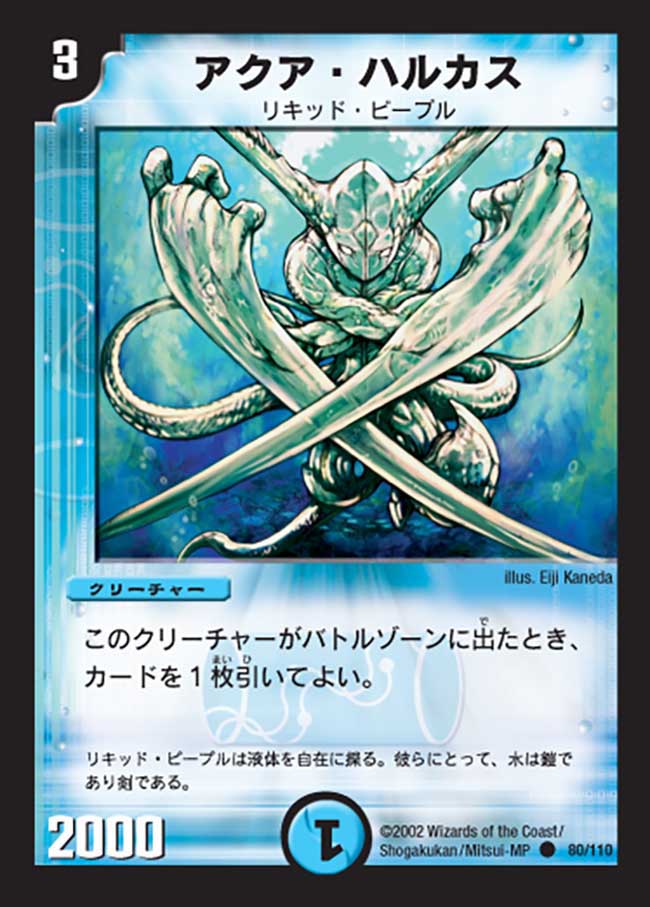 3
アクア・ハルカス
リキッド・ピープル
illus. Eiji Kaneda
クリーチャー
このクリーチャーがバトルゾーンに出たとき、
カードを1枚引いてよい。
リキッド・ピープルは液体を自在に操る。彼らにとって、水は鎧で
あり剣である。
2000
1
©2002 Wizards of the Coast/
Shogakukan/Mitsui-MP
80/110